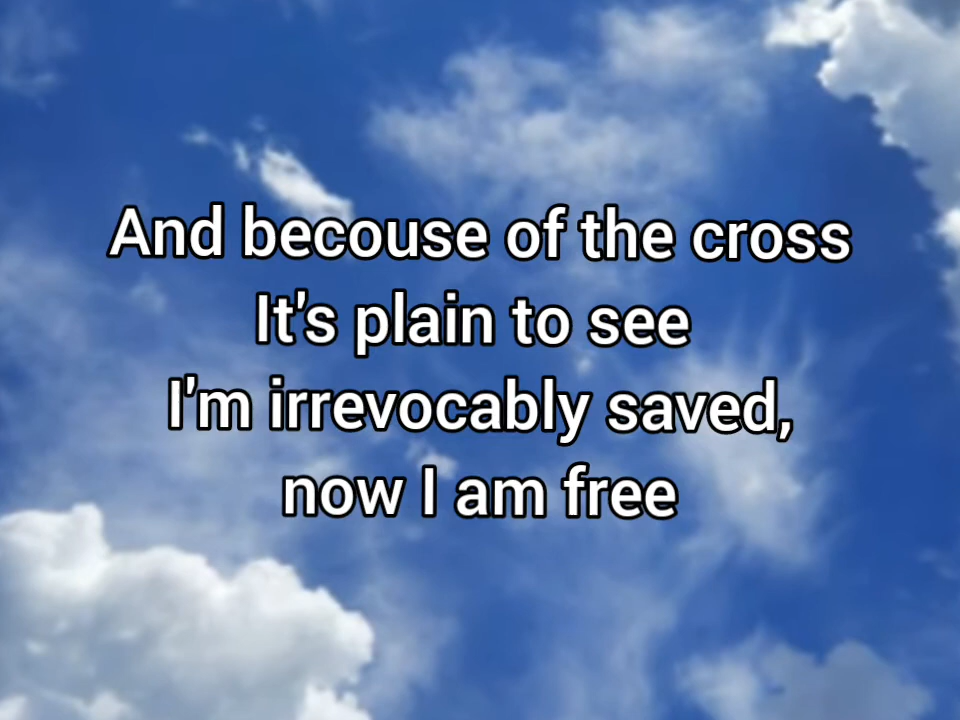 And becouse of the cross
It's plain to see
I'm irrevocably saved,
now I am free